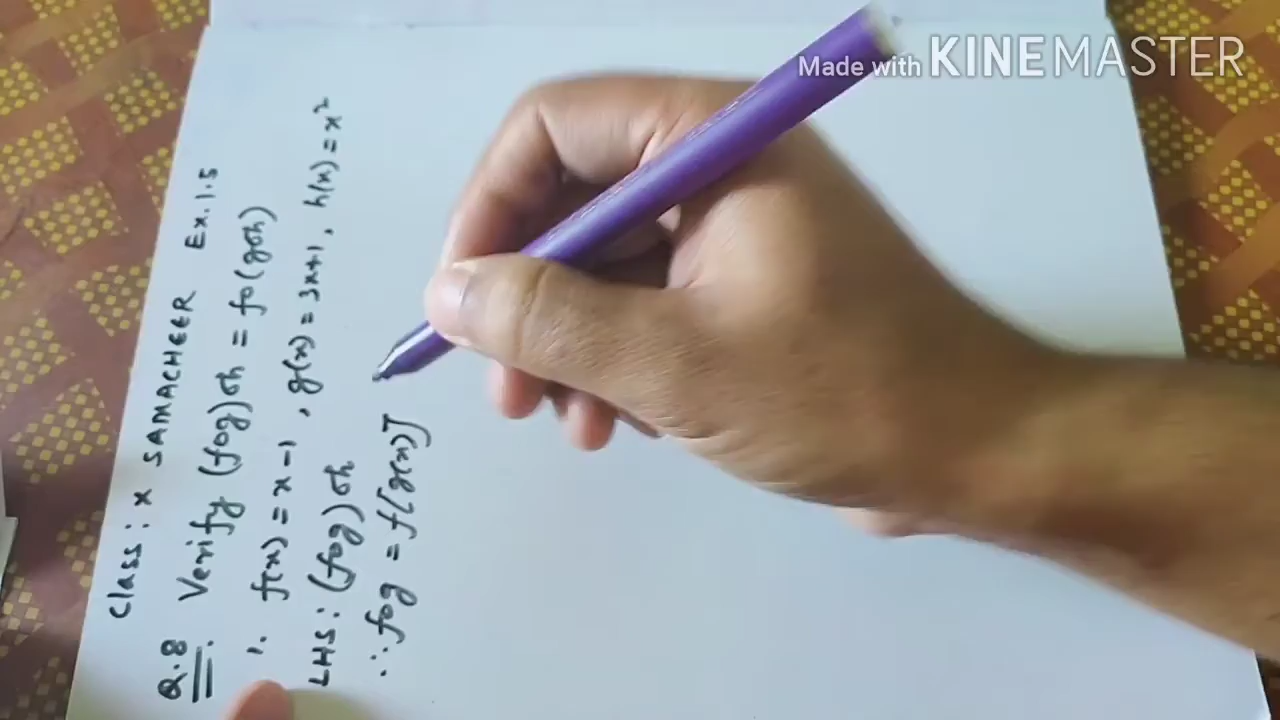 Made with KINEMASTER
Class : X SAMACHEER Ex. 1.5
Q.8. Verify (fog)oh = fo(goh)
1. f(x) = x-1 , g(x) = 3x+1 , h(x) = x²
LHS : (fog)oh
∴ fog = f[g(x)]